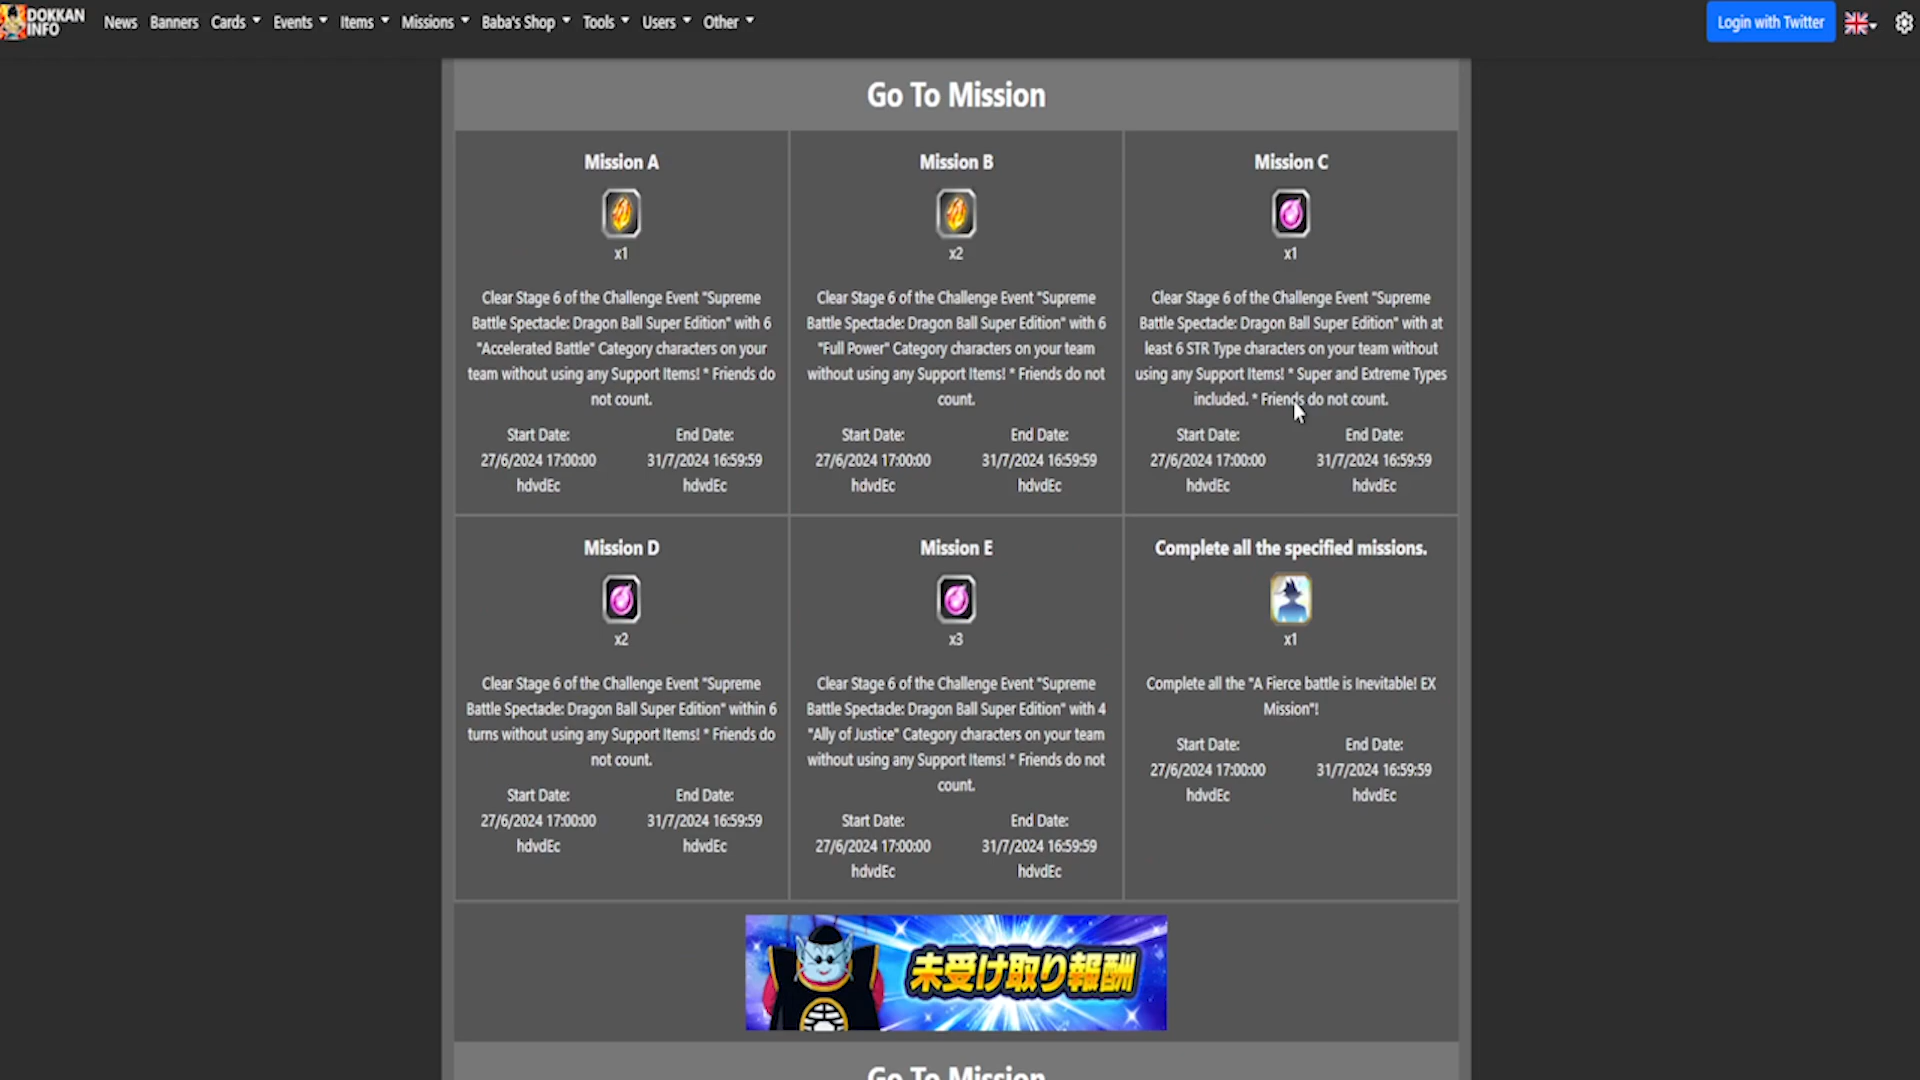 DOKKAN
INFO
News Banners Cards Events Items Missions Baba's Shop Tools Users Other
Login with Twitter
Go To Mission
Mission A
x1
Clear Stage 6 of the Challenge Event "Supreme
Battle Spectacle: Dragon Ball Super Edition" with 6
"Accelerated Battle" Category characters on your
team without using any Support Items! * Friends do
not count.
Start Date: End Date:
27/6/2024 17:00:00 31/7/2024 16:59:59
hdvdEc hdvdEc
Mission B
x2
Clear Stage 6 of the Challenge Event "Supreme
Battle Spectacle: Dragon Ball Super Edition" with 6
"Full Power" Category characters on your team
without using any Support Items! * Friends do not
count.
Start Date: End Date:
27/6/2024 17:00:00 31/7/2024 16:59:59
hdvdEc hdvdEc
Mission C
x1
Clear Stage 6 of the Challenge Event "Supreme
Battle Spectacle: Dragon Ball Super Edition" with at
least 6 STR Type characters on your team without
using any Support Items! * Super and Extreme Types
included. * Friends do not count.
Start Date: End Date:
27/6/2024 17:00:00 31/7/2024 16:59:59
hdvdEc hdvdEc
Mission D
x2
Clear Stage 6 of the Challenge Event "Supreme
Battle Spectacle: Dragon Ball Super Edition" within 6
turns without using any Support Items! * Friends do
not count.
Start Date: End Date:
27/6/2024 17:00:00 31/7/2024 16:59:59
hdvdEc hdvdEc
Mission E
x3
Clear Stage 6 of the Challenge Event "Supreme
Battle Spectacle: Dragon Ball Super Edition" with 4
"Ally of Justice" Category characters on your team
without using any Support Items! * Friends do not
count.
Start Date: End Date:
27/6/2024 17:00:00 31/7/2024 16:59:59
hdvdEc hdvdEc
Complete all the specified missions.
x1
Complete all the "A Fierce battle is Inevitable! EX
Mission"!
Start Date: End Date:
27/6/2024 17:00:00 31/7/2024 16:59:59
hdvdEc hdvdEc
未受け取り報酬
Go To Mission